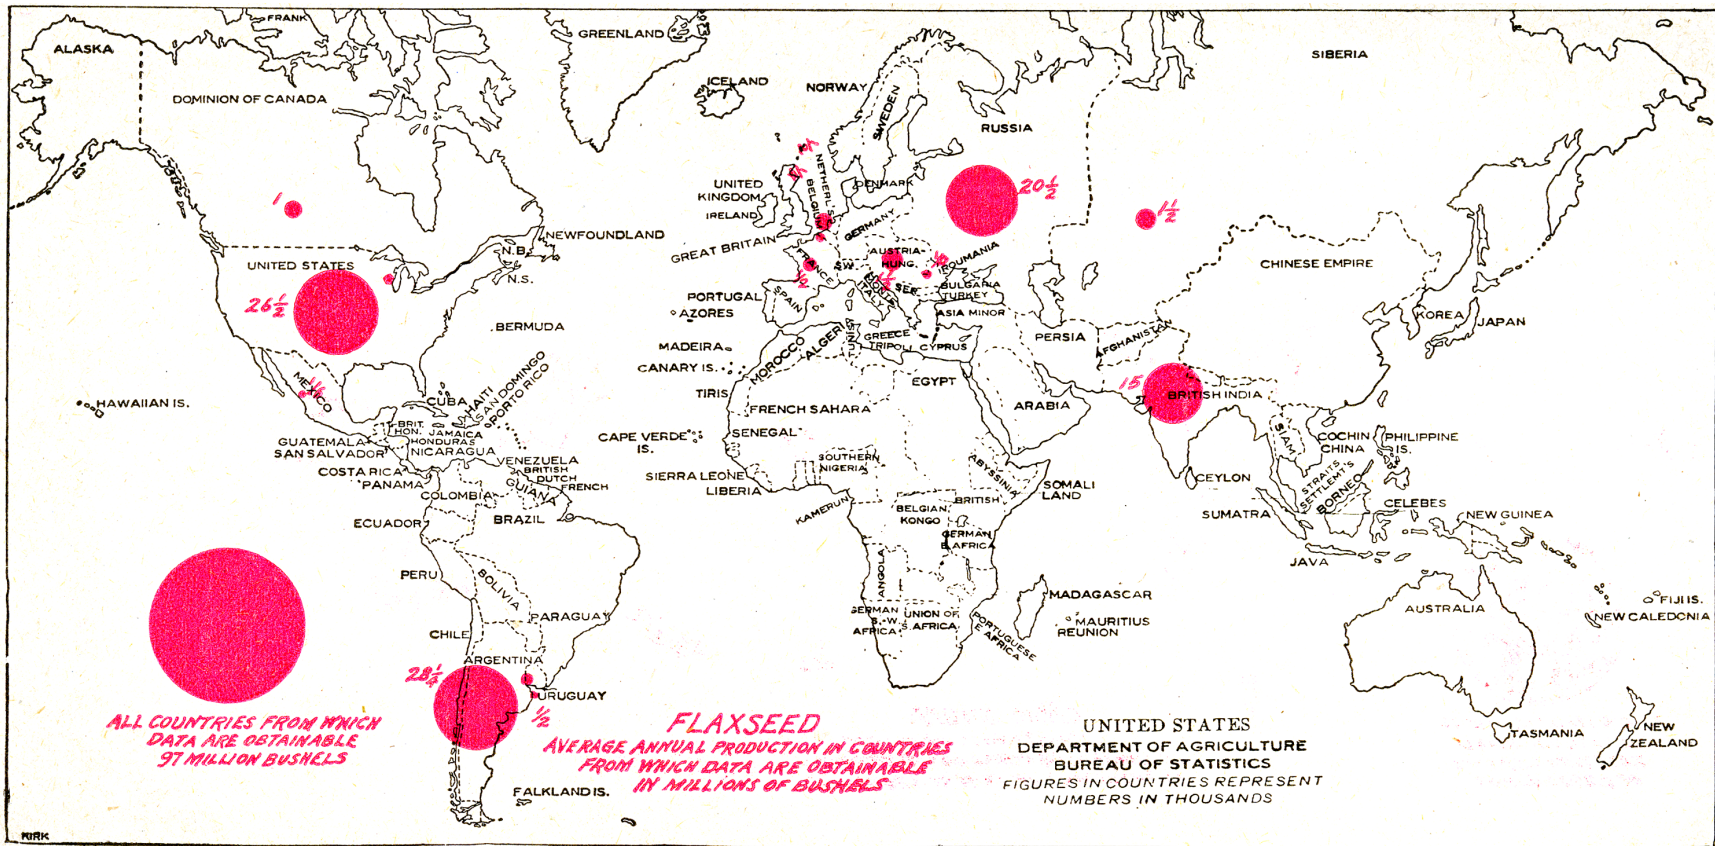 ALASKA
FRANK
GREENLAND
ICELAND
NORWAY
SWEDEN
SIBERIA
DOMINION OF CANADA
RUSSIA
UNITED
KINGDOM
IRELAND
NETHERL'S
BELGIUM
DENMARK
20½
1½
1
GREAT BRITAIN
GERMANY
NEWFOUNDLAND
N.B.
N.S.
UNITED STATES
26½
FRANCE
½
SW.
AUSTRIA-
HUNG.
ROUMANIA
CHINESE EMPIRE
SPAIN
ITALY
SER.
BULGARIA
TURKEY
PORTUGAL
AZORES
BERMUDA
ASIA MINOR
GREECE
TRIPOLI
CYPRUS
TUNIS
ALGERIA
MOROCCO
PERSIA
AFGHANISTAN
KOREA
JAPAN
MADEIRA
CANARY IS.
TIRIS
EGYPT
ARABIA
15
BRITISH INDIA
HAWAIIAN IS.
MEXICO
CUBA
HAITI
SAN DOMINGO
PORTO RICO
FRENCH SAHARA
BRIT.
HON.
JAMAICA
HONDURAS
NICARAGUA
GUATEMALA
SAN SALVADOR
COSTA RICA
PANAMA
CAPE VERDE
IS.
SENEGAL
SIERRA LEONE
LIBERIA
SOUTHERN
NIGERIA
ABYSSINIA
SOMALI
LAND
SIAM
COCHIN
CHINA
PHILIPPINE
IS.
CEYLON
STRAITS
SETTLEM'S
BORNEO
CELEBES
SUMATRA
NEW GUINEA
JAVA
VENEZUELA
BRITISH
DUTCH
FRENCH
GUIANA
COLOMBIA
ECUADOR
BRAZIL
KAMERUN
BELGIAN
KONGO
BRITISH
GERMAN
E. AFRICA
PERU
BOLIVIA
ANGOLA
MADAGASCAR
MAURITIUS
REUNION
AUSTRALIA
FIJI IS.
NEW CALEDONIA
GERMAN
S.-W.
AFRICA
UNION OF
S. AFRICA
PORTUGUESE
E AFRICA
CHILE
PARAGUAY
ARGENTINA
28¼
URUGUAY
½
TASMANIA
NEW
ZEALAND
FALKLAND IS.
ALL COUNTRIES FROM WHICH
DATA ARE OBTAINABLE
97 MILLION BUSHELS
FLAXSEED
AVERAGE ANNUAL PRODUCTION IN COUNTRIES
FROM WHICH DATA ARE OBTAINABLE
IN MILLIONS OF BUSHELS
UNITED STATES
DEPARTMENT OF AGRICULTURE
BUREAU OF STATISTICS
FIGURES IN COUNTRIES REPRESENT
NUMBERS IN THOUSANDS
KIRK